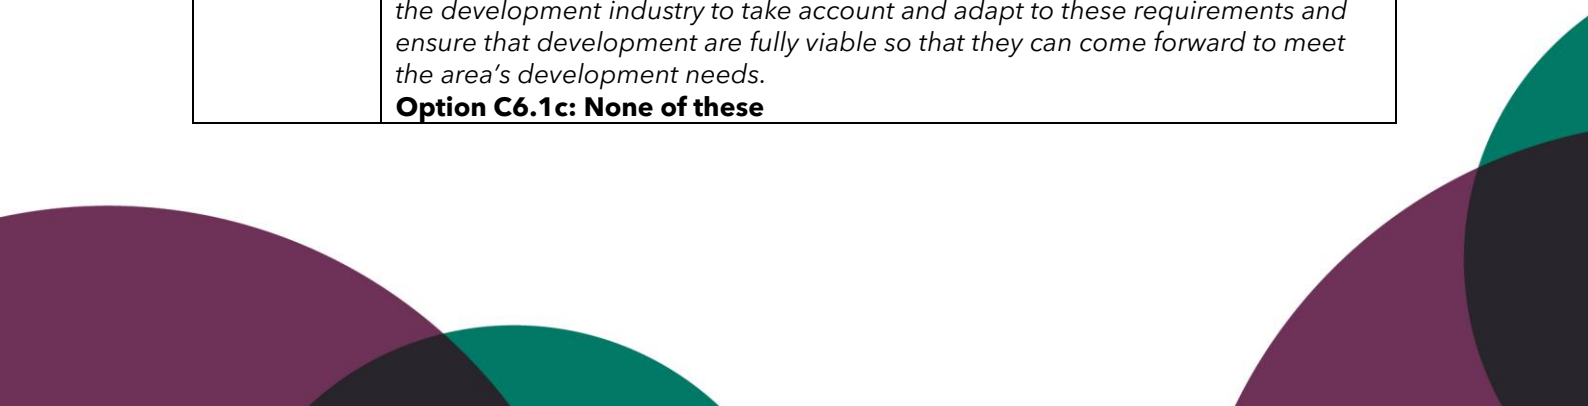 the development industry to take account and adapt to these requirements and
ensure that development are fully viable so that they can come forward to meet
the area’s development needs.
Option C6.1c: None of these